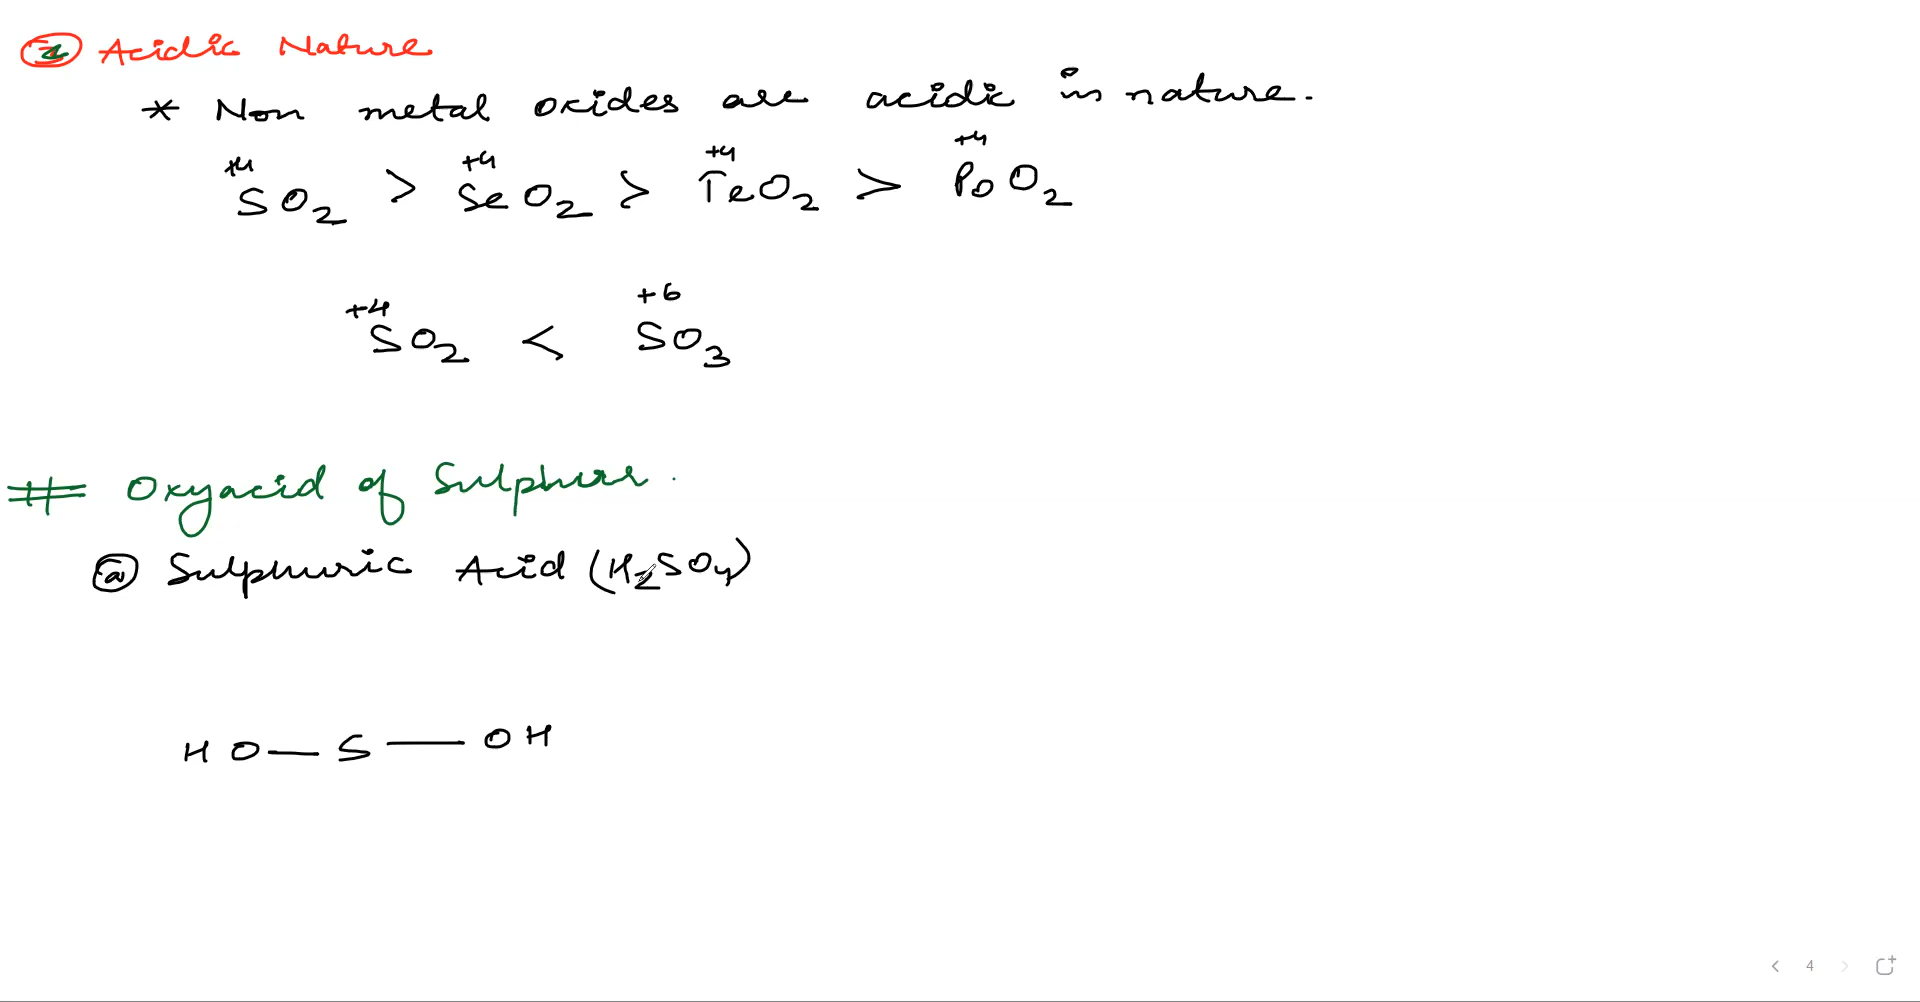 ② Acidic Nature
* Non metal oxides are acidic in nature.
+4 +4 +4 +4
SO2 > SeO2 > TeO2 > PoO2
+4 +6
SO2 < SO3
# Oxyacid of Sulphur.
ⓐ Sulphuric Acid (H2SO4)
HO — S — OH
4